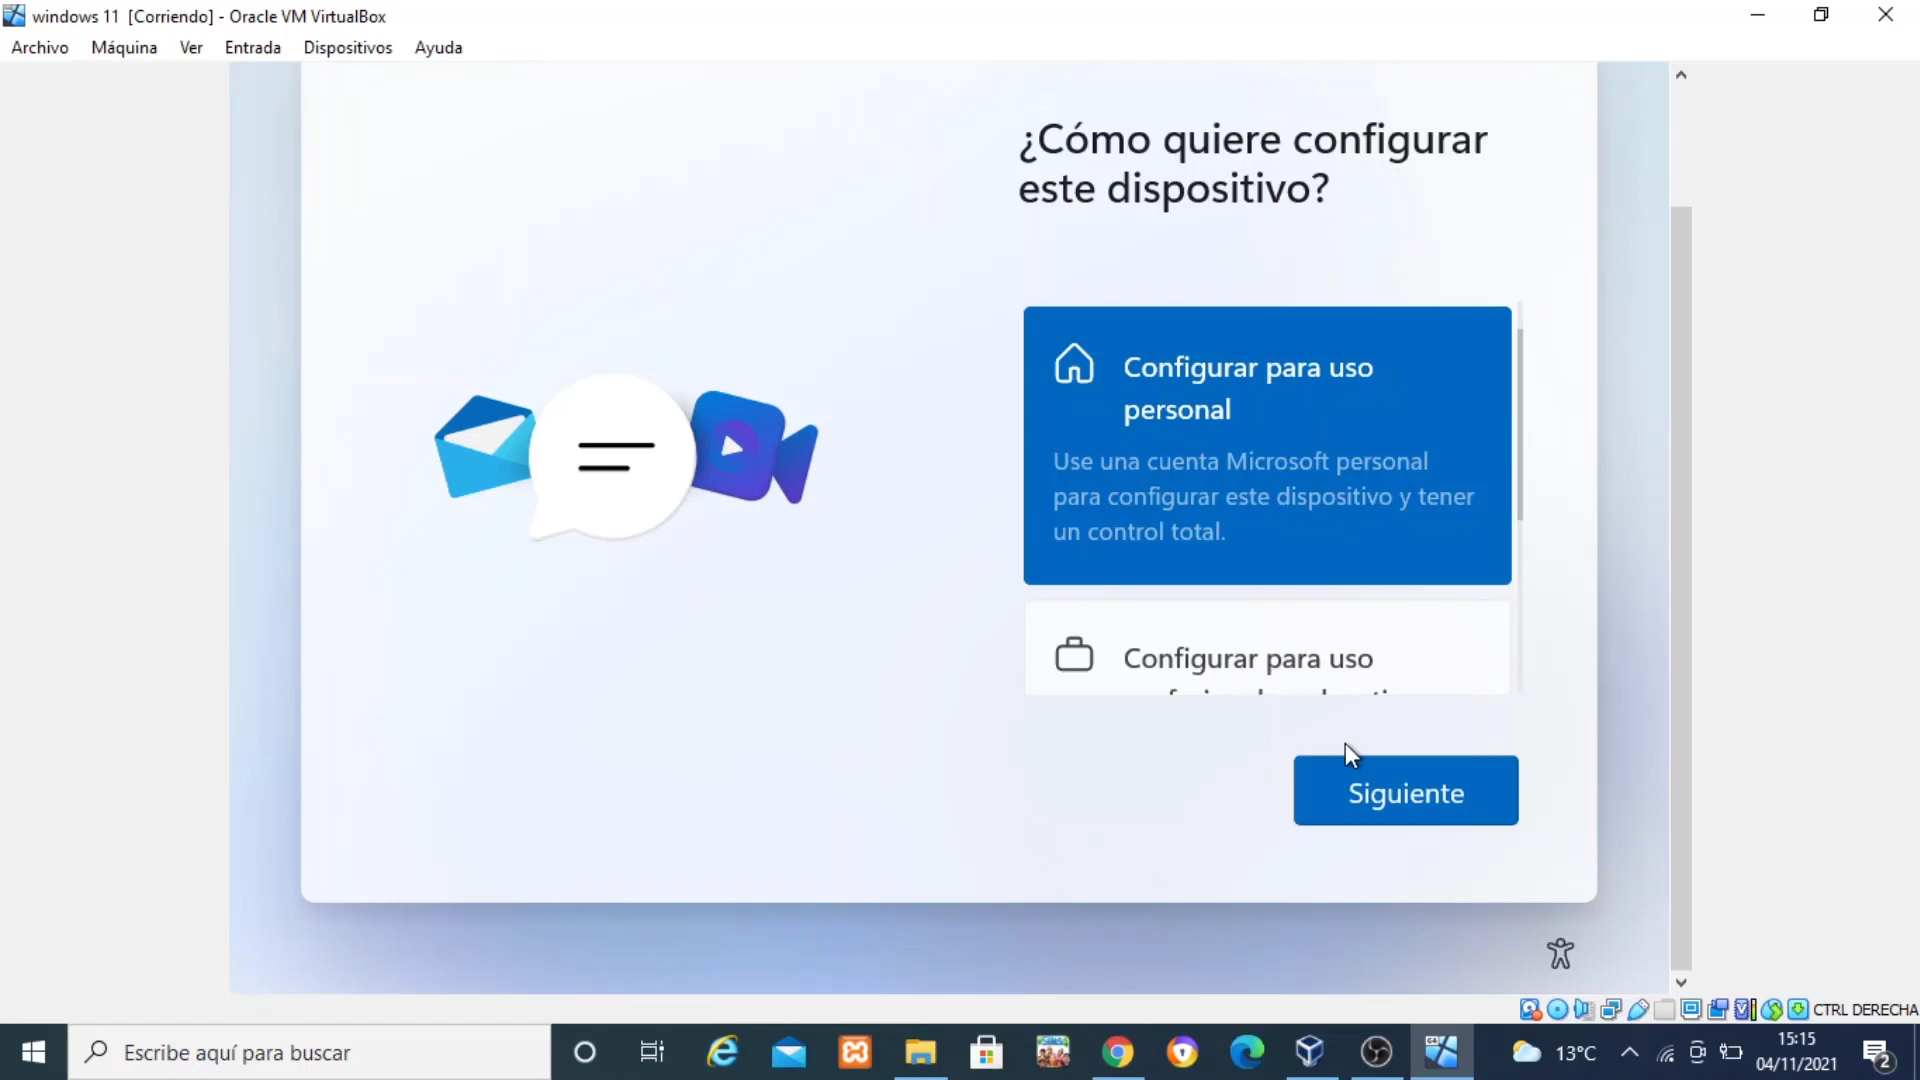 windows 11 [Corriendo] - Oracle VM VirtualBox
Archivo Máquina Ver Entrada Dispositivos Ayuda
¿Cómo quiere configurar
este dispositivo?
Configurar para uso
personal
Use una cuenta Microsoft personal
para configurar este dispositivo y tener
un control total.
Configurar para uso
Siguiente
CTRL DERECHA
Escribe aquí para buscar
13°C
15:15
04/11/2021
2